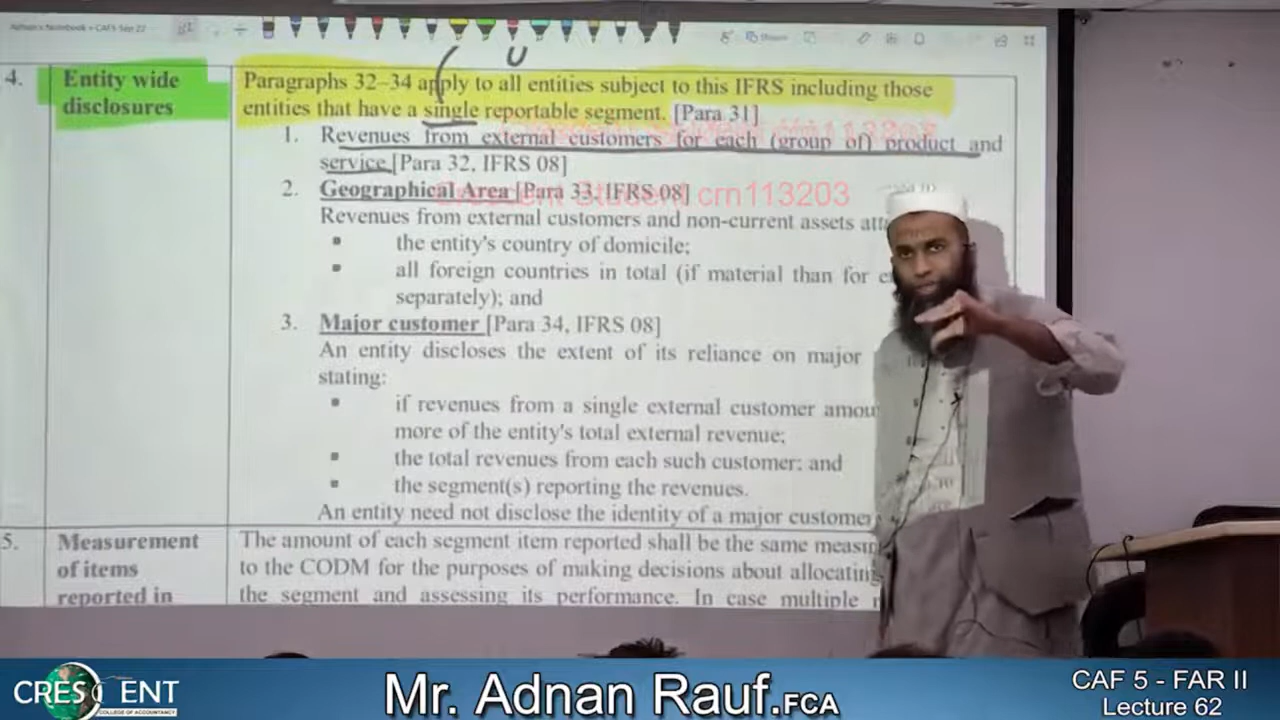 Adnan's Notebook » CAF5 Sep 22
4. Entity wide disclosures
Paragraphs 32–34 apply to all entities subject to this IFRS including those
entities that have a single reportable segment. [Para 31]
1. Revenues from external customers for each (group of) product and
service [Para 32, IFRS 08]
2. Geographical Area [Para 33, IFRS 08]
Crescent Student crn113203
Revenues from external customers and non-current assets
the entity's country of domicile;
all foreign countries in total (if material than for
separately); and
3. Major customer [Para 34, IFRS 08]
An entity discloses the extent of its reliance on major
stating:
if revenues from a single external customer
more of the entity's total external revenue;
the total revenues from each such customer; and
the segment(s) reporting the revenues.
An entity need not disclose the identity of a major customer
5. Measurement of items reported in
The amount of each segment item reported shall be the same
to the CODM for the purposes of making decisions about allocating
the segment and assessing its performance. In case multiple
CRESCENT
COLLEGE OF ACCOUNTANCY
Mr. Adnan Rauf.FCA
CAF 5 - FAR II
Lecture 62